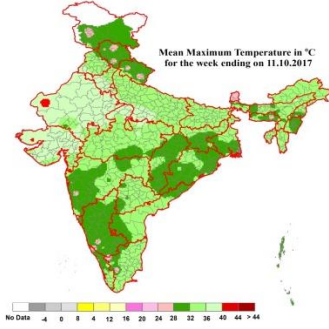 Mean Maximum Temperature in °C
for the week ending on 11.10.2017
No Data -4 0 8 4 12 16 20 24 28 32 36 40 44 > 44